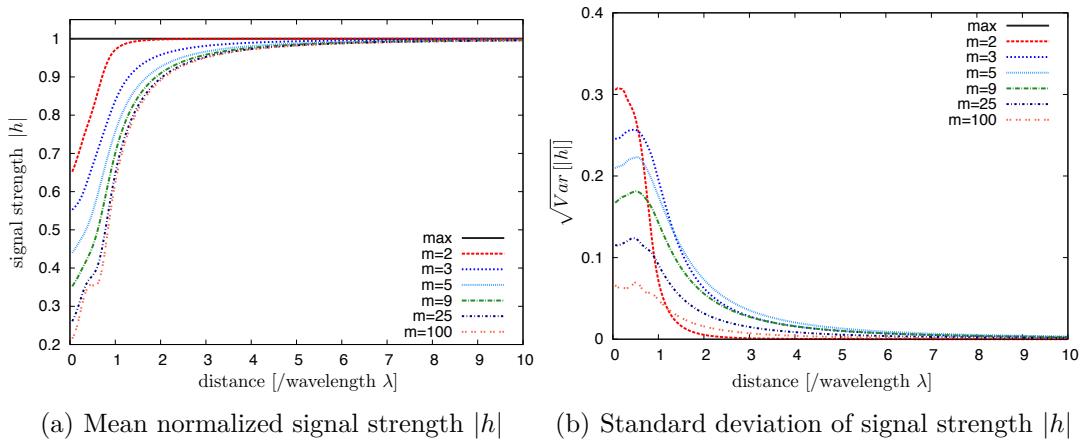 signal strength |h|
1
0.9
0.8
0.7
0.6
0.5
0.4
0.3
0.2
0 1 2 3 4 5 6 7 8 9 10
distance [/wavelength λ]
max
m=2
m=3
m=5
m=9
m=25
m=100
(a) Mean normalized signal strength |h|
√Var [|h|]
0.4
0.3
0.2
0.1
0
0 1 2 3 4 5 6 7 8 9 10
distance [/wavelength λ]
max
m=2
m=3
m=5
m=9
m=25
m=100
(b) Standard deviation of signal strength |h|